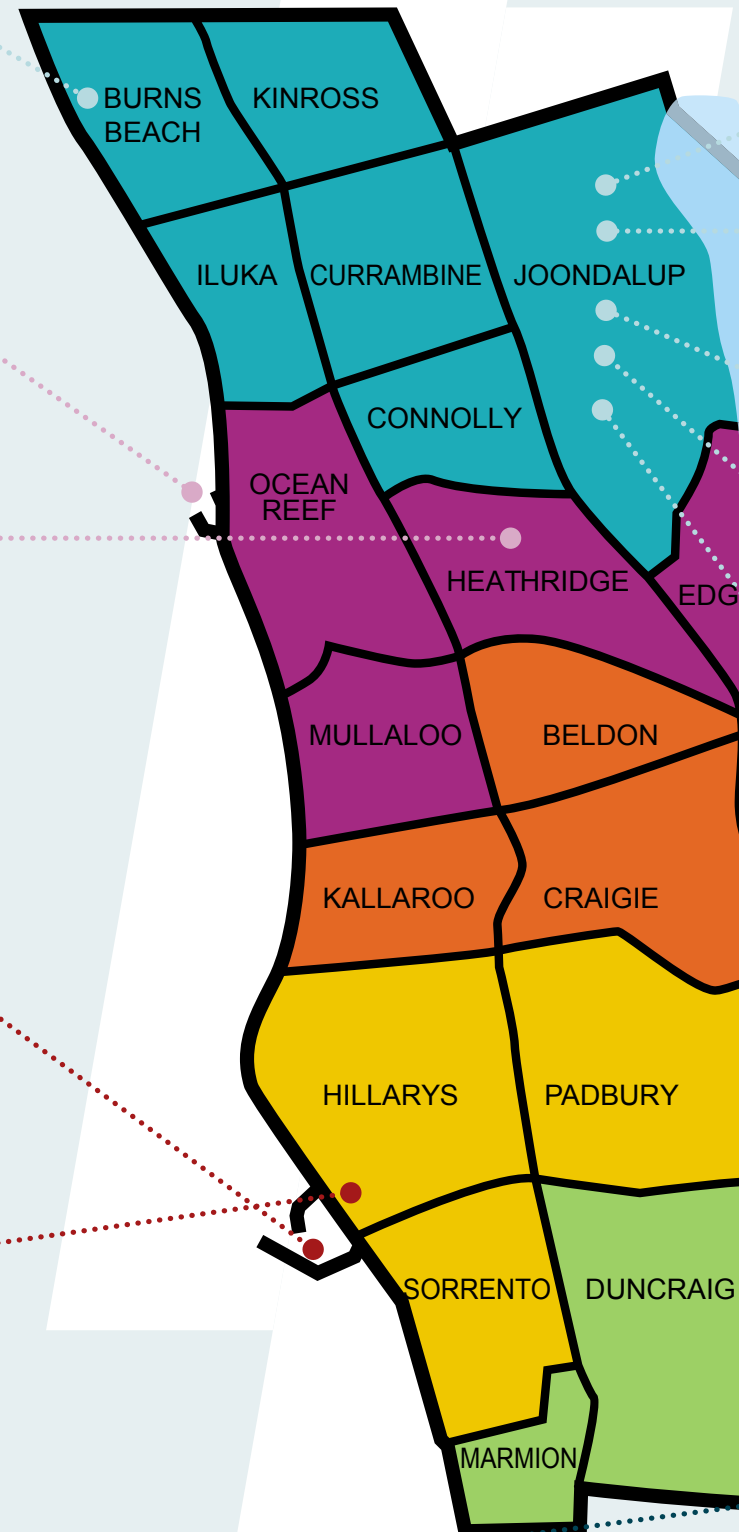 BURNS
BEACH
KINROSS
ILUKA
CURRAMBINE
JOONDALUP
CONNOLLY
OCEAN
REEF
HEATHRIDGE
EDG
MULLALOO
BELDON
KALLAROO
CRAIGIE
HILLARYS
PADBURY
SORRENTO
DUNCRAIG
MARMION